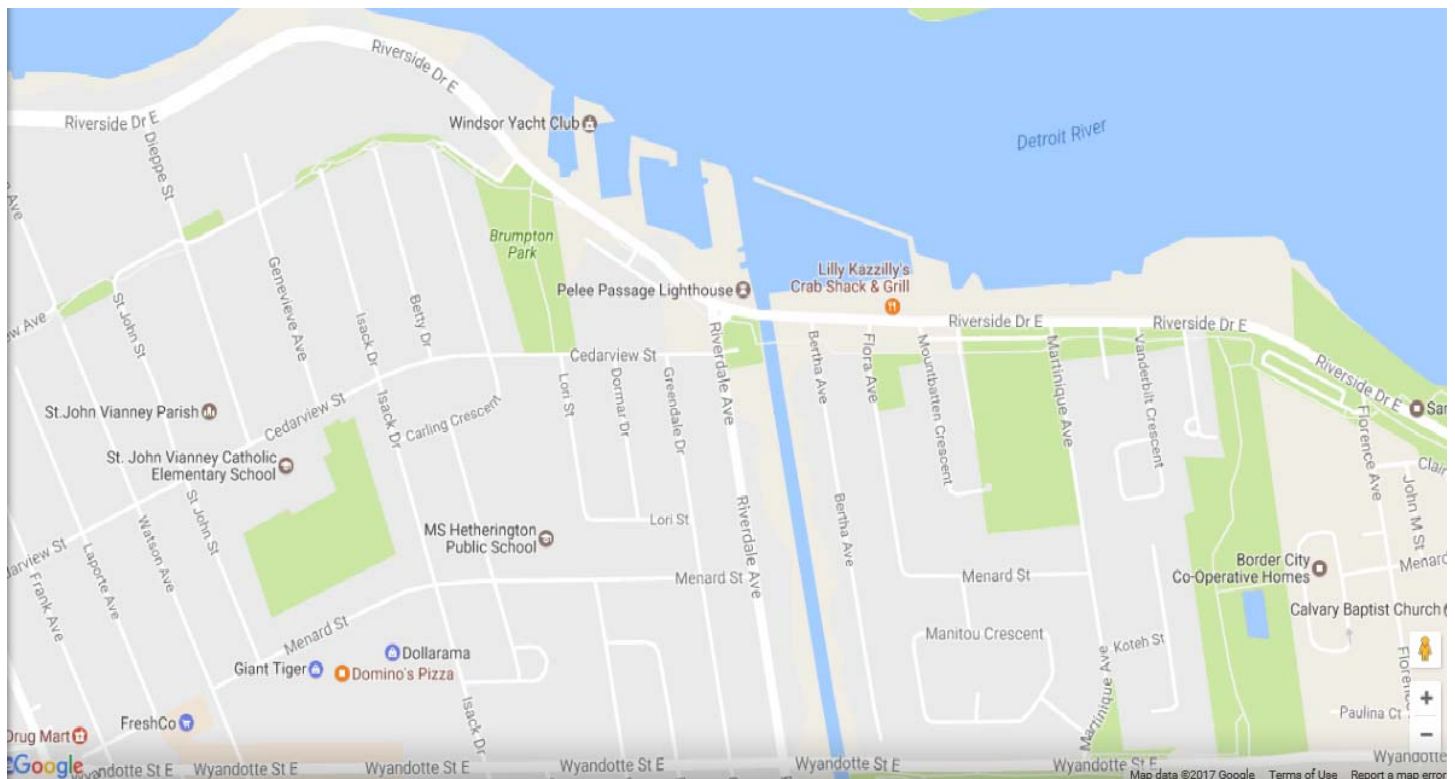 Riverside Dr E
Windsor Yacht Club
Detroit River
Riverside Dr E
Dieppe St
Ave
Brumpton
Park
Genevieve Ave
Isack Dr
Betty Dr
Pelee Passage Lighthouse
Lilly Kazzilly's
Crab Shack & Grill
St John St
Ave
Riverside Dr E
Riverside Dr E
Riverside Dr E
Cedarview St
Riverdale Ave
Bertha Ave
Flora Ave
Mountbatten Crescent
Martinique Ave
Vanderbilt Crescent
Lori St
Dormar Dr
Greendale Dr
St.John Vianney Parish
Cedarview St
Isack Dr
Carling Crescent
Florence Ave
St. John Vianney Catholic
Elementary School
St John St
John M St
Lori St
Riverdale Ave
Bertha Ave
Watson Ave
MS Hetherington
Public School
Laporte Ave
Frank Ave
Menard St
Menard St
Border City
Co-Operative Homes
Menard
Calvary Baptist Church
Menard St
Manitou Crescent
Koteh St
Dollarama
Giant Tiger
Domino's Pizza
Martinique Ave
Isack Dr
FreshCo
Drug Mart
Paulina Ct
Google
Wyandotte St E
Wyandotte St E
Wyandotte St E
Wyandotte St E
Wyandotte St E
Wyandotte St E
Wyandotte
Map data ©2017 Google
Terms of Use
Report a map error